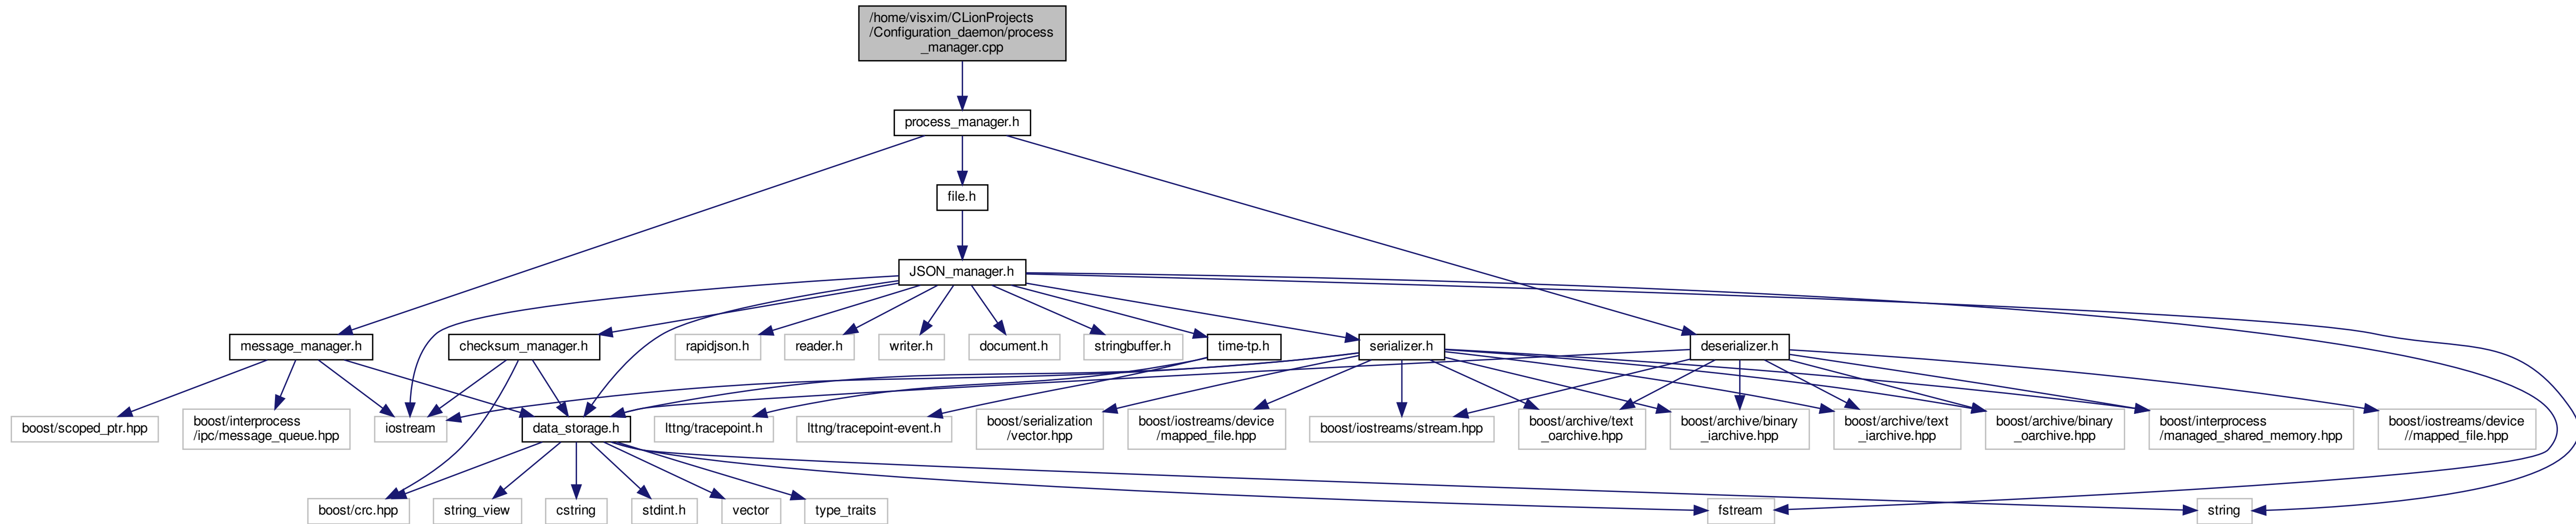 /home/visxim/CLionProjects
/Configuration_daemon/process
_manager.cpp
process_manager.h
file.h
JSON_manager.h
message_manager.h
checksum_manager.h
rapidjson.h
reader.h
writer.h
document.h
stringbuffer.h
time-tp.h
serializer.h
deserializer.h
boost/scoped_ptr.hpp
boost/interprocess
/ipc/message_queue.hpp
iostream
data_storage.h
lttng/tracepoint.h
lttng/tracepoint-event.h
boost/serialization
/vector.hpp
boost/iostreams/device
/mapped_file.hpp
boost/iostreams/stream.hpp
boost/archive/text
_oarchive.hpp
boost/archive/binary
_iarchive.hpp
boost/archive/text
_iarchive.hpp
boost/archive/binary
_oarchive.hpp
boost/interprocess
/managed_shared_memory.hpp
boost/iostreams/device
//mapped_file.hpp
boost/crc.hpp
string_view
cstring
stdint.h
vector
type_traits
fstream
string